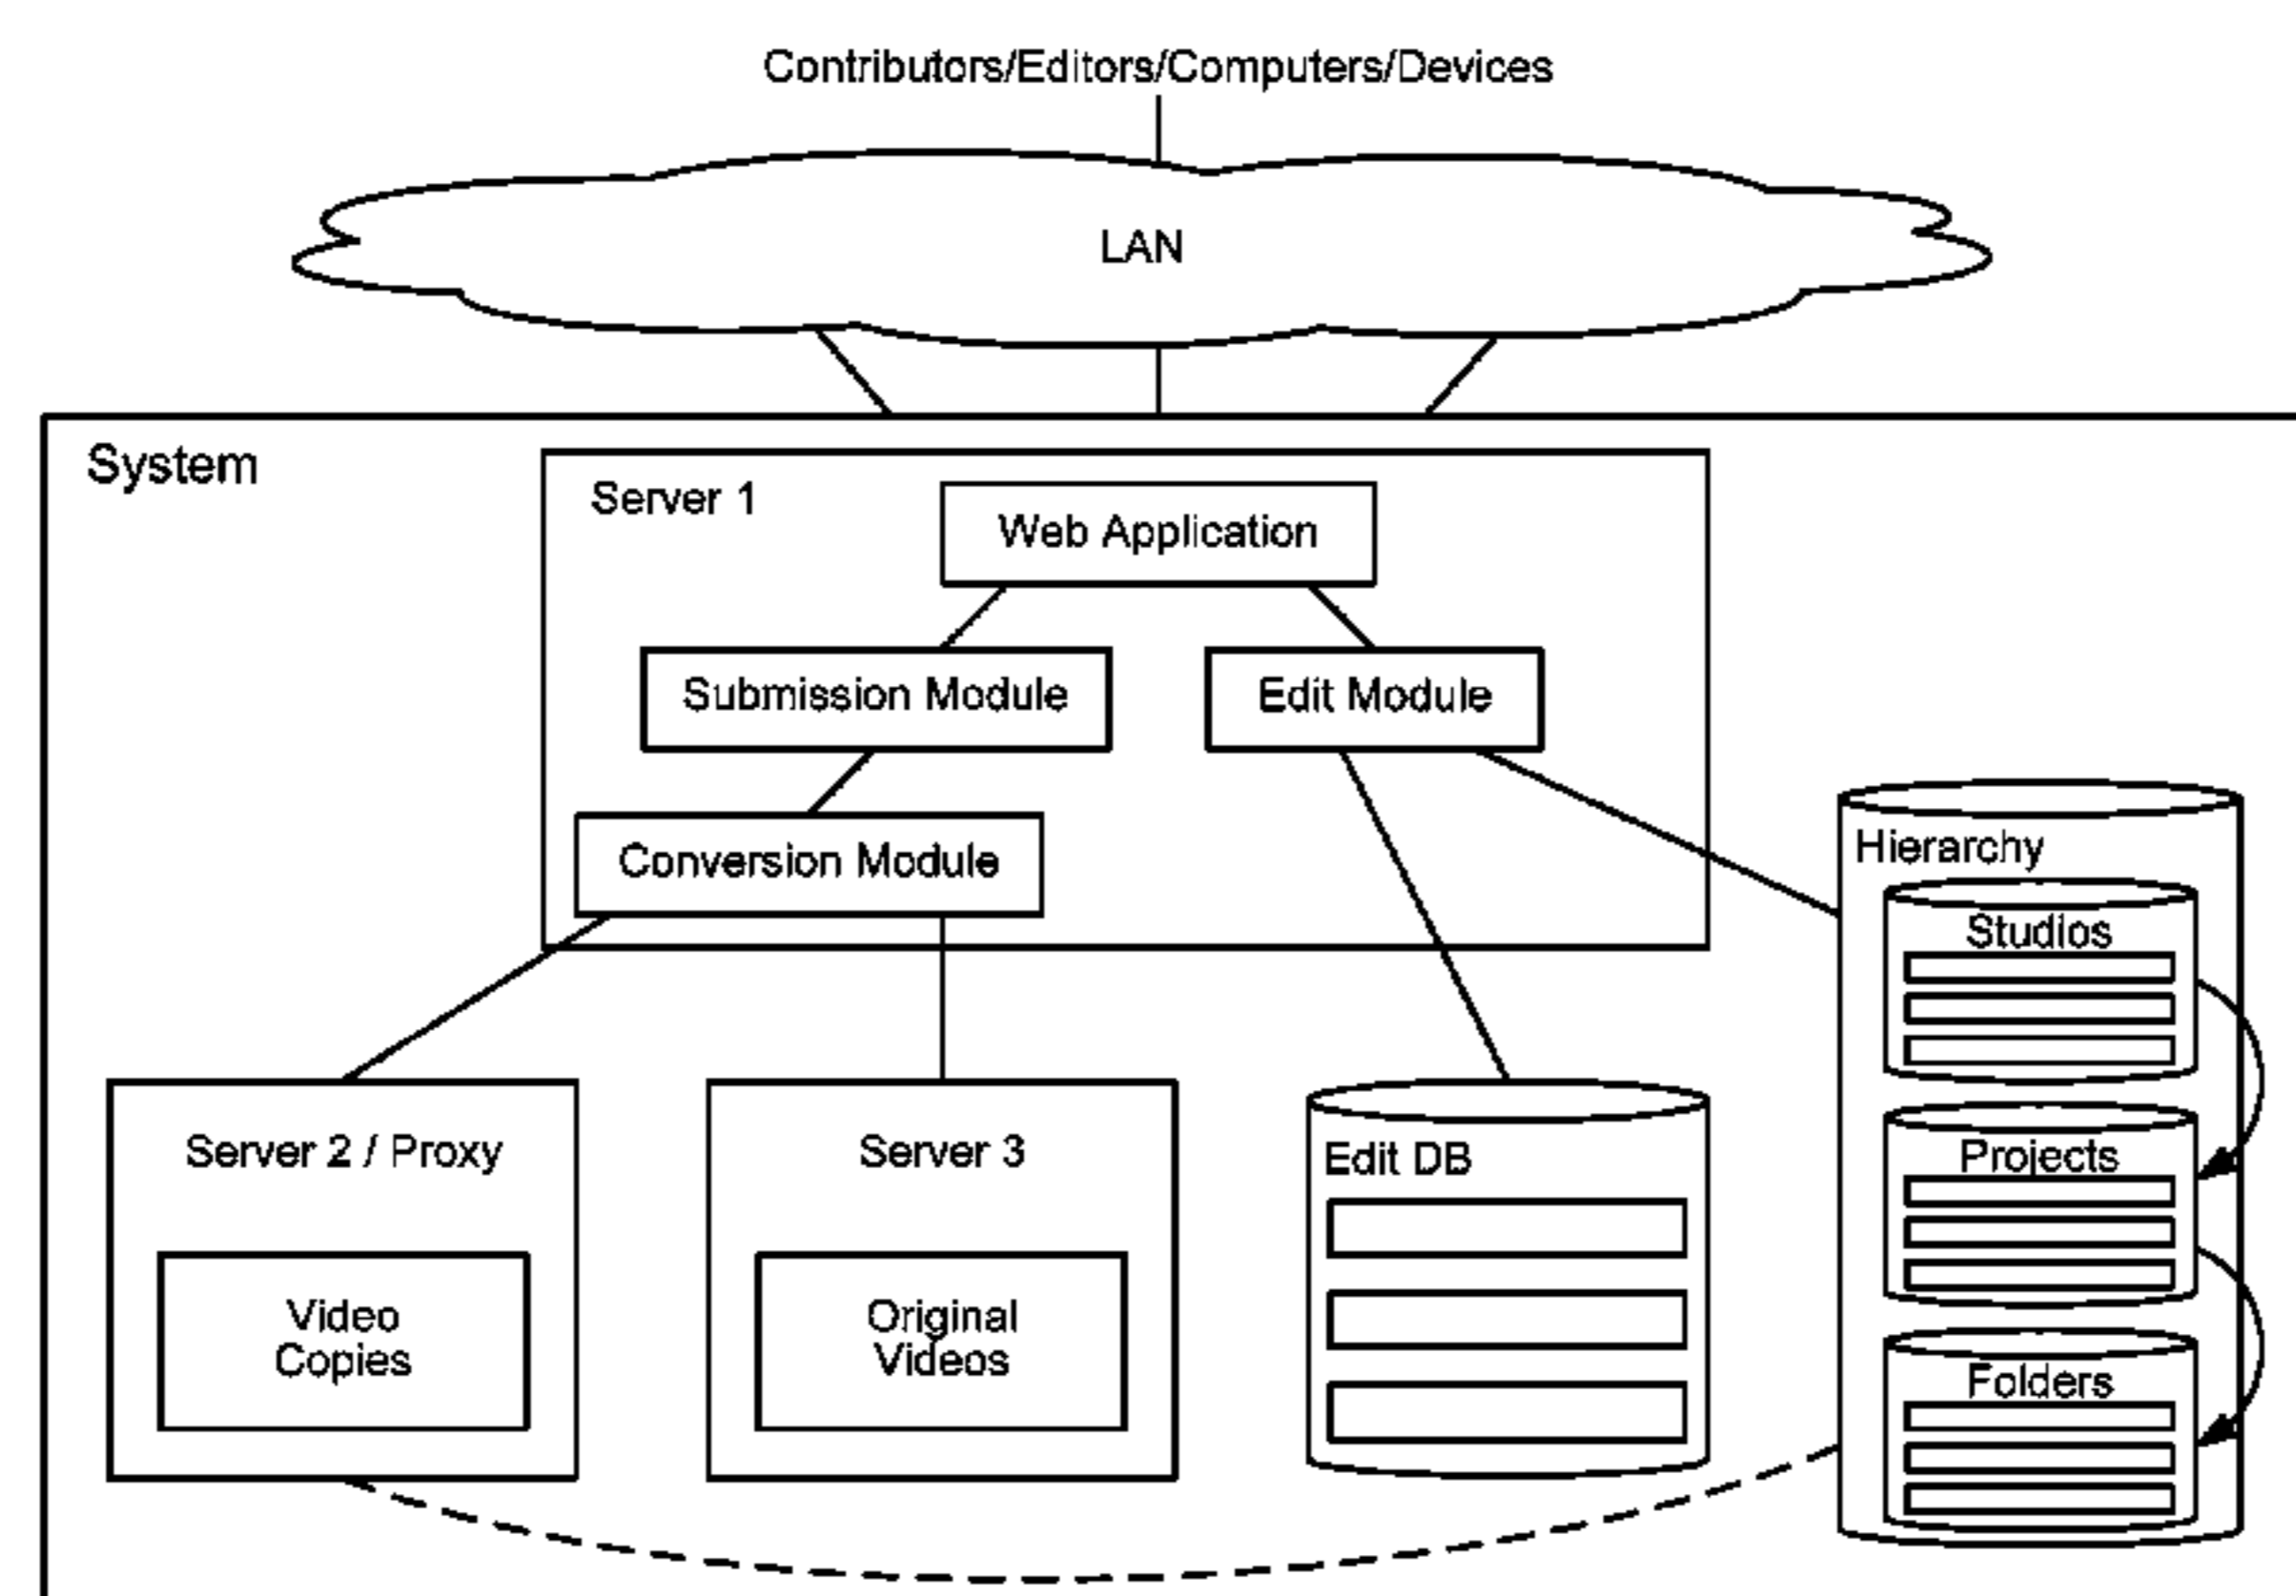 Contributors/Editors/Computers/Devices
LAN
System
Server 1
Web Application
Submission Module
Edit Module
Conversion Module
Hierarchy
Studios
Server 2 / Proxy
Server 3
Edit DB
Projects
Video
Copies
Original
Videos
Folders